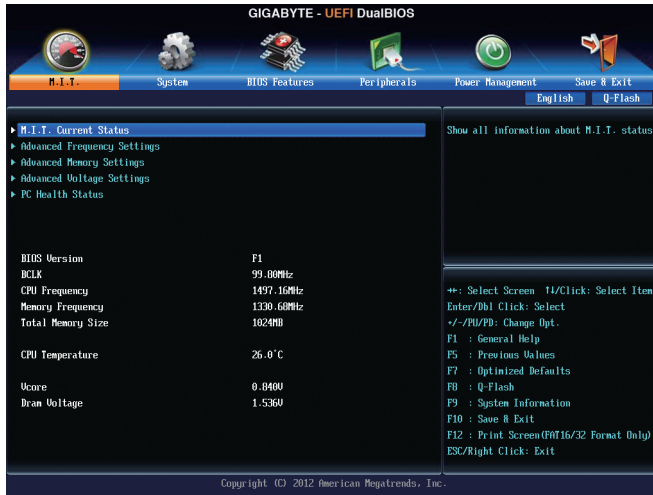 GIGABYTE - UEFI DualBIOS
M.I.T.
System
BIOS Features
Peripherals
Power Management
Save & Exit
English
Q-Flash
M.I.T. Current Status
Advanced Frequency Settings
Advanced Memory Settings
Advanced Voltage Settings
PC Health Status
BIOS Version F1
BCLK 99.80MHz
CPU Frequency 1497.16MHz
Memory Frequency 1330.68MHz
Total Memory Size 1024MB
CPU Temperature 26.0°C
Vcore 0.840V
Dram Voltage 1.536V
Show all information about M.I.T. status
→←: Select Screen ↑↓/Click: Select Item
Enter/Dbl Click: Select
+/-/PU/PD: Change Opt.
F1 : General Help
F5 : Previous Values
F7 : Optimized Defaults
F8 : Q-Flash
F9 : System Information
F10 : Save & Exit
F12 : Print Screen(FAT16/32 Format Only)
ESC/Right Click: Exit
Copyright (C) 2012 American Megatrends, Inc.